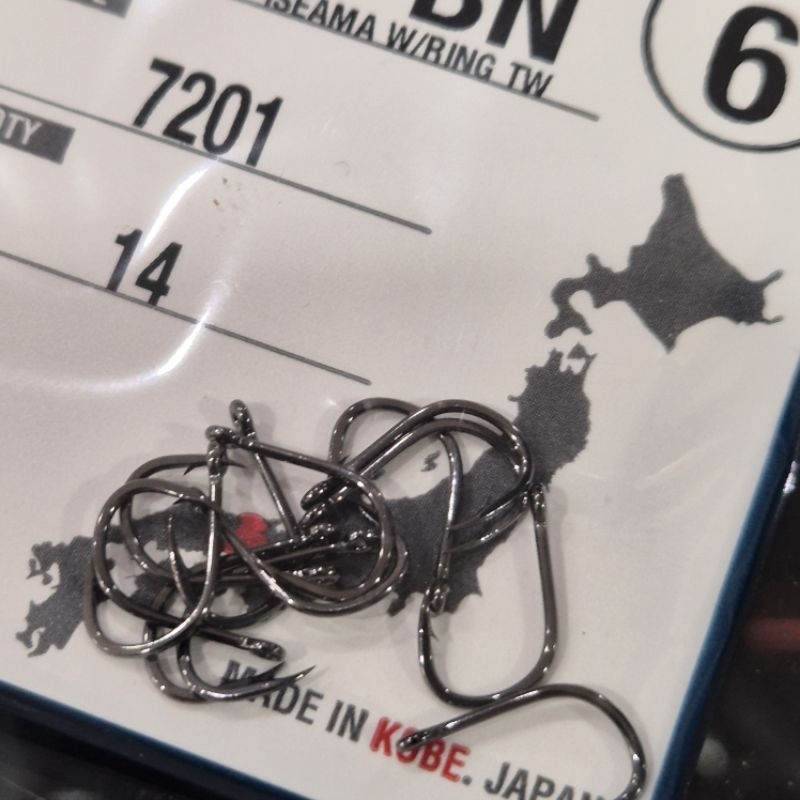 BN
ISEAMA W/RING TW
6
7201
QTY
14
MADE IN KOBE. JAPAN